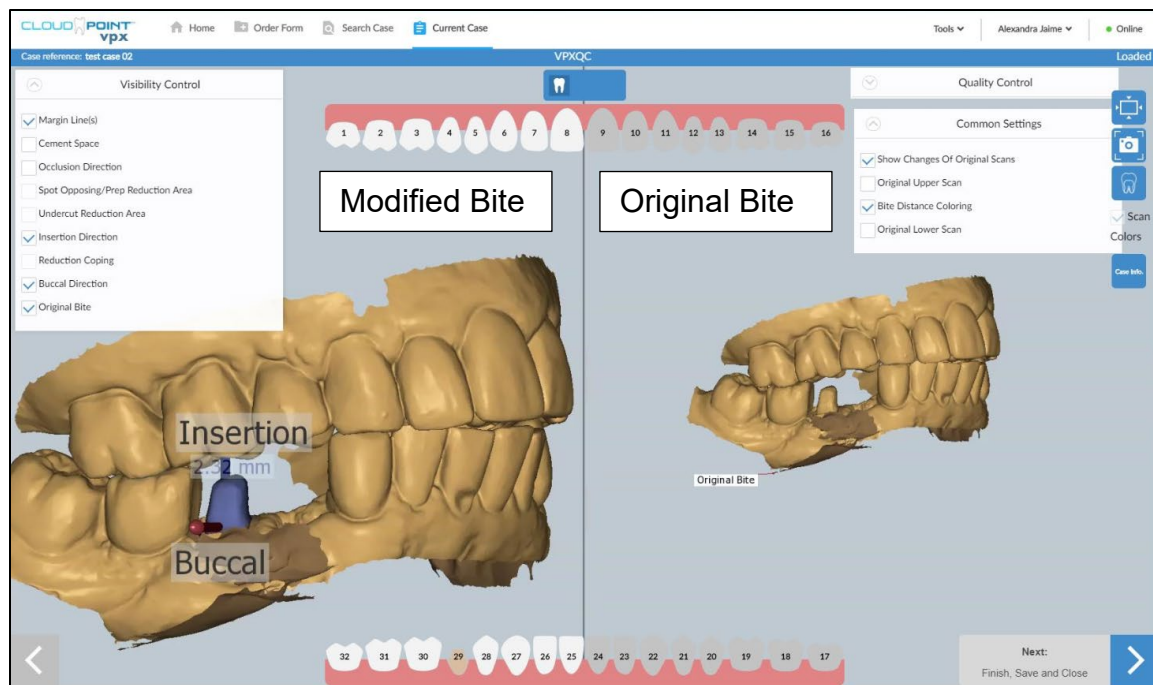 CLOUD POINT™ vpx
Home Order Form Search Case Current Case Tools Alexandra Jaime Online
Case reference: test case 02 VPXQC Loaded
Visibility Control
Margin Line(s)
Cement Space
Occlusion Direction
Spot Opposing/Prep Reduction Area
Undercut Reduction Area
Insertion Direction
Reduction Coping
Buccal Direction
Original Bite
1 2 3 4 5 6 7 8 9 10 11 12 13 14 15 16
Modified Bite
Original Bite
Quality Control
Common Settings
Show Changes Of Original Scans
Original Upper Scan
Bite Distance Coloring
Original Lower Scan
Scan
Colors
Case Info.
Insertion
2.32 mm
Buccal
Original Bite
32 31 30 29 28 27 26 25 24 23 22 21 20 19 18 17
Next:
Finish, Save and Close